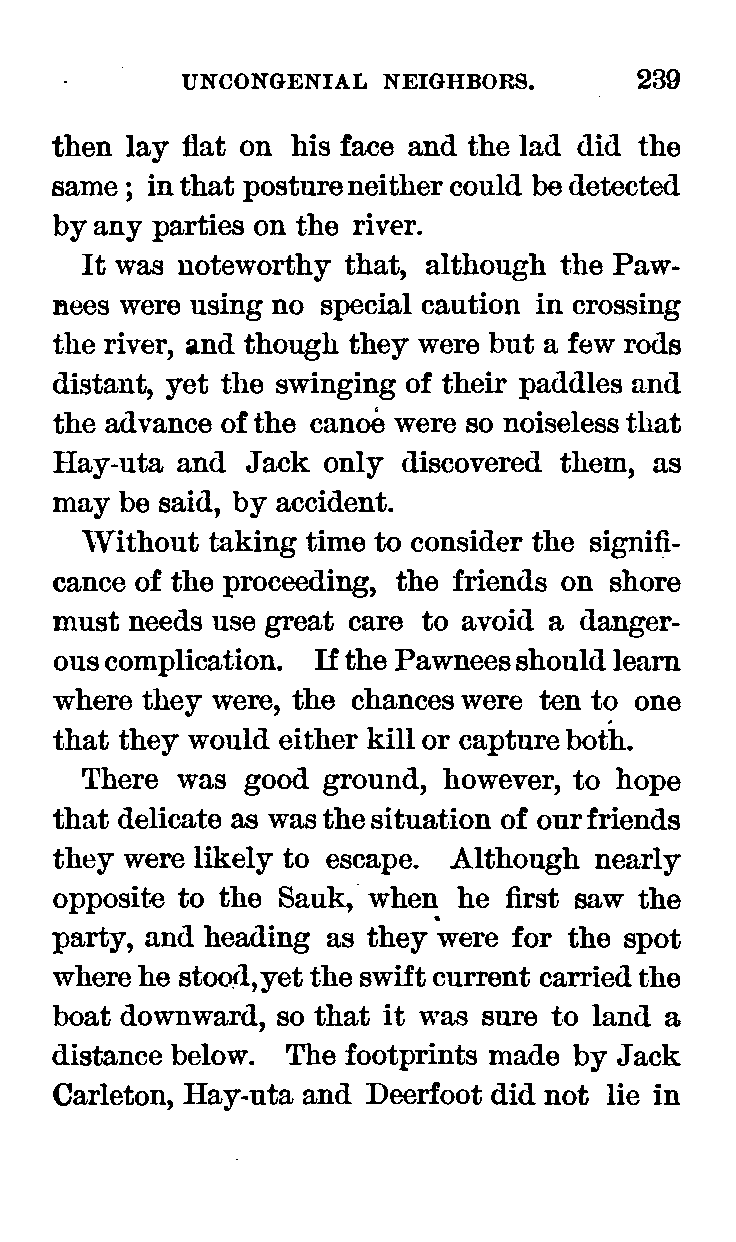 UNCONGENIAL NEIGHBORS. 239
then lay flat on his face and the lad did the
same; in that posture neither could be detected
by any parties on the river.
It was noteworthy that, although the Paw-
nees were using no special caution in crossing
the river, and though they were but a few rods
distant, yet the swinging of their paddles and
the advance of the canoe were so noiseless that
Hay-uta and Jack only discovered them, as
may be said, by accident.
Without taking time to consider the signifi-
cance of the proceeding, the friends on shore
must needs use great care to avoid a danger-
ous complication. If the Pawnees should learn
where they were, the chances were ten to one
that they would either kill or capture both.
There was good ground, however, to hope
that delicate as was the situation of our friends
they were likely to escape. Although nearly
opposite to the Sauk, when he first saw the
party, and heading as they were for the spot
where he stood, yet the swift current carried the
boat downward, so that it was sure to land a
distance below. The footprints made by Jack
Carleton, Hay-uta and Deerfoot did not lie in